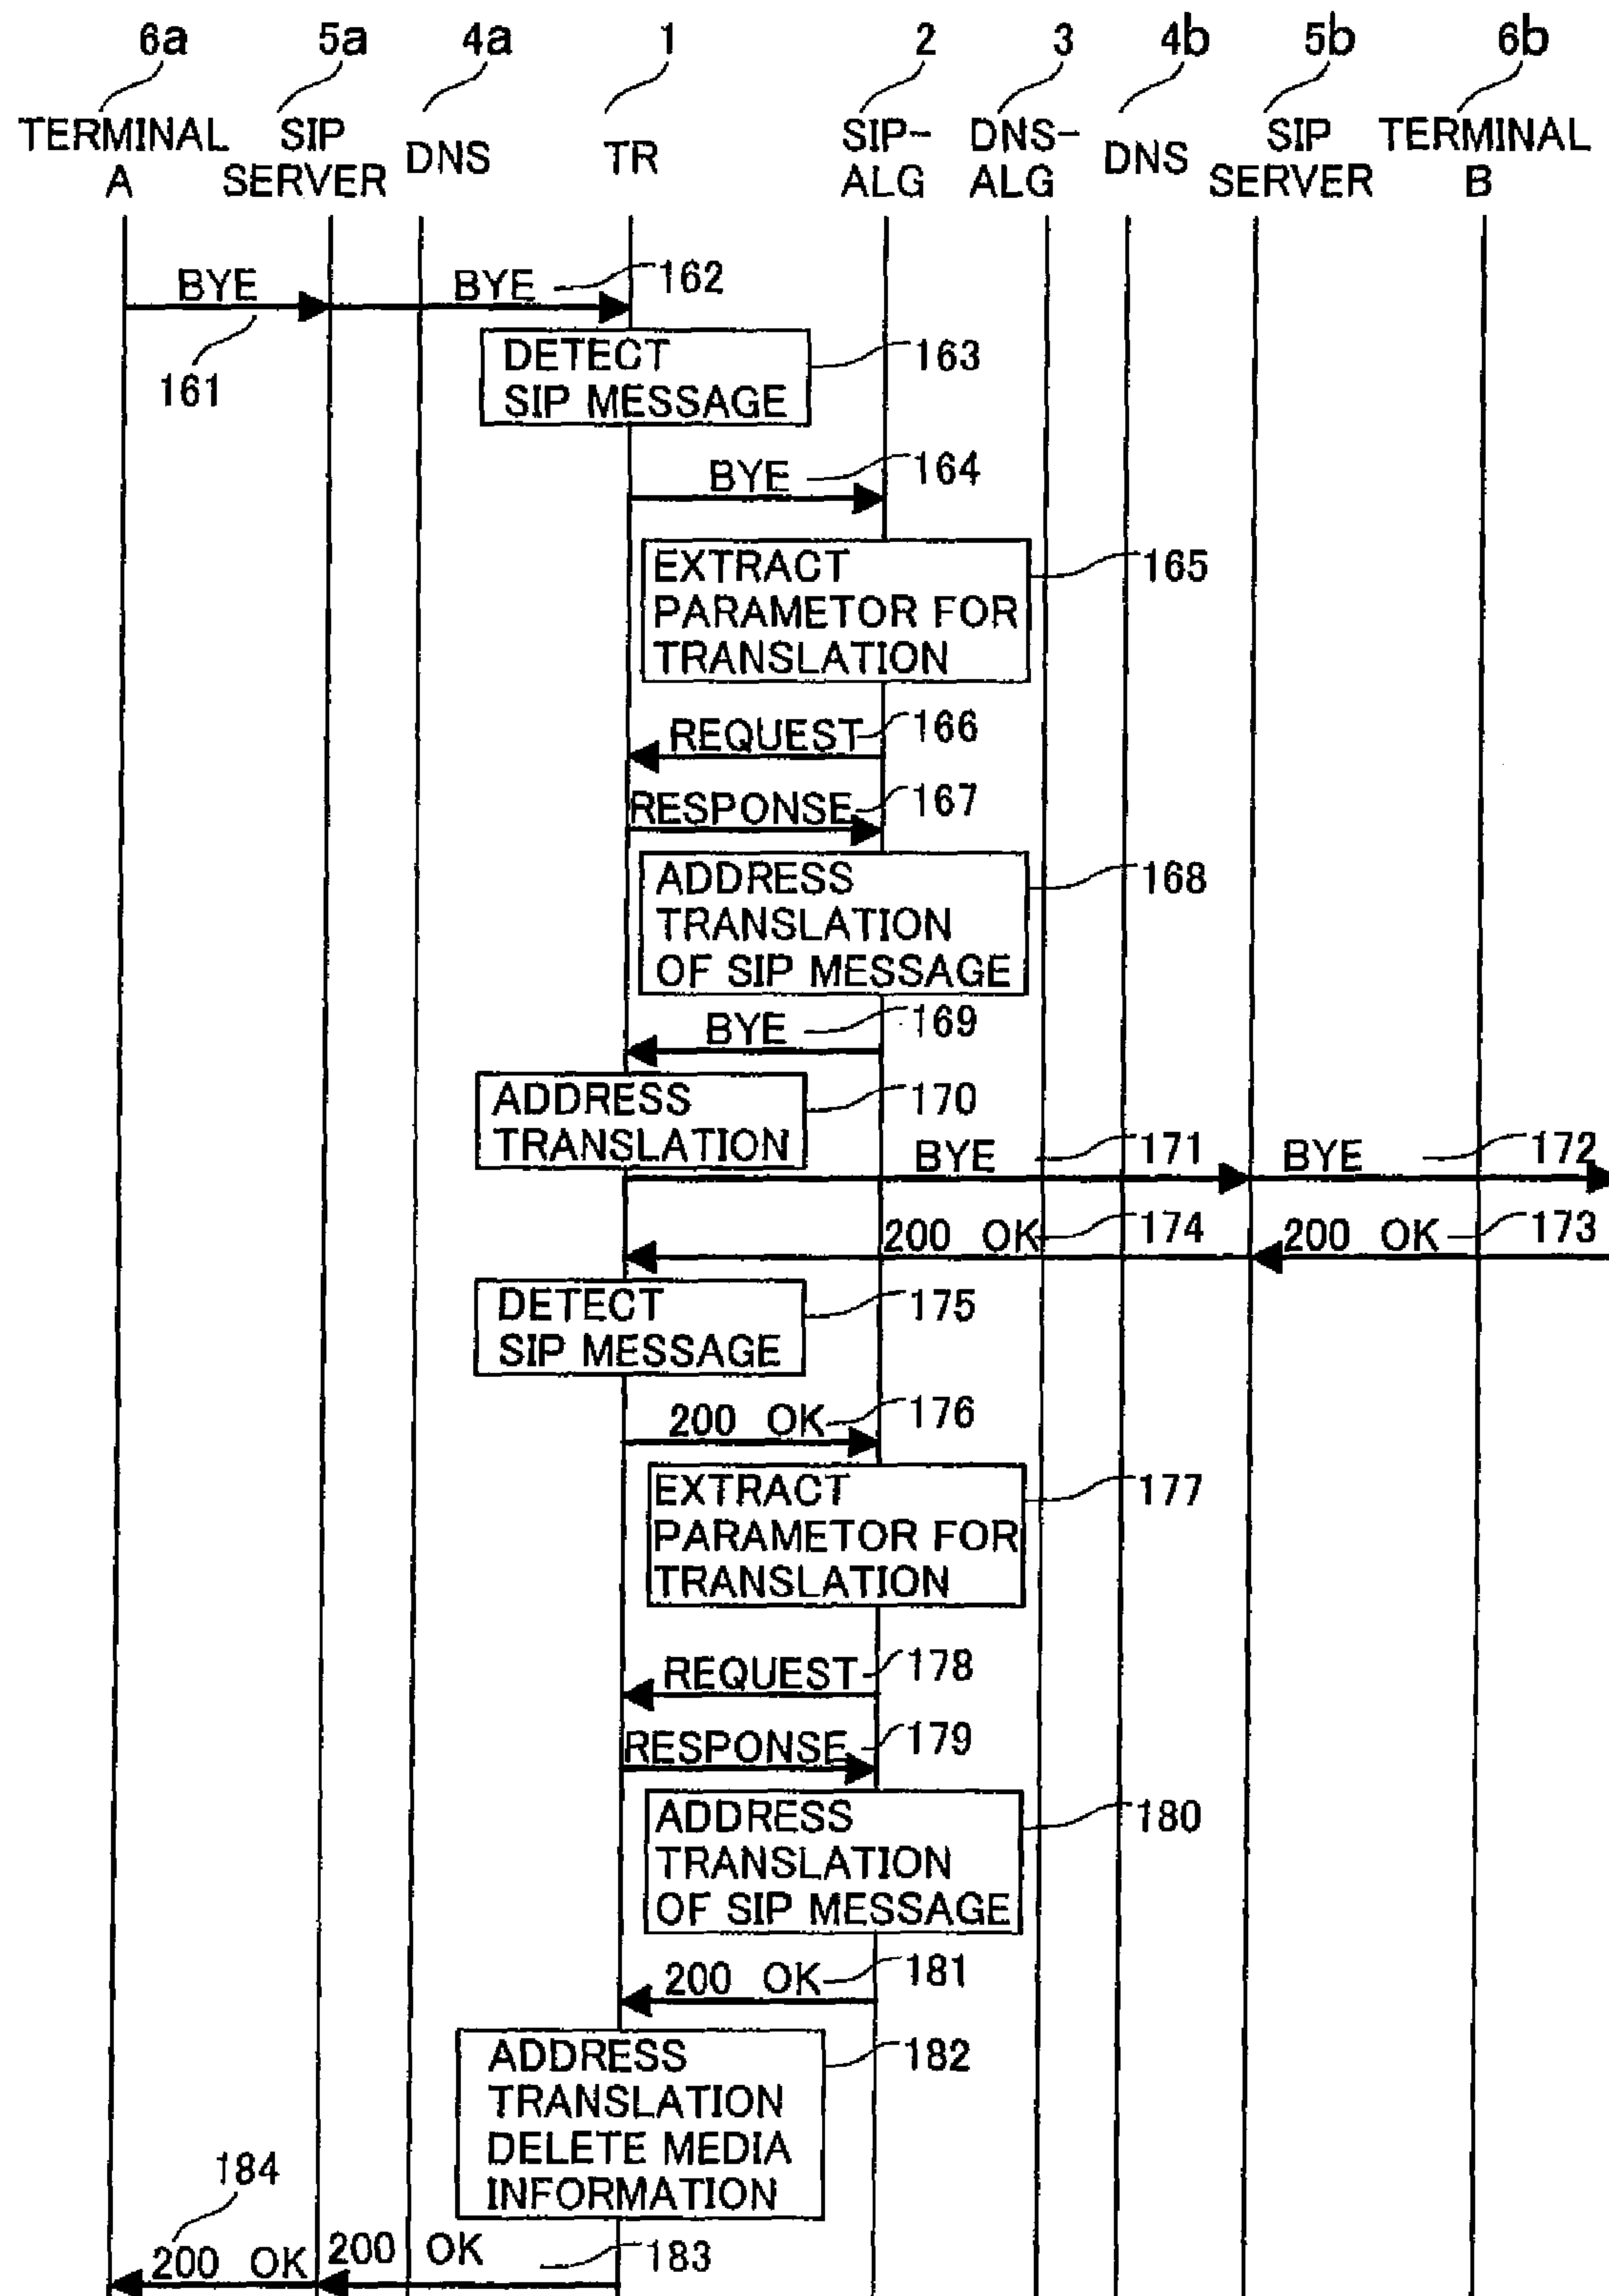 6a 5a 4a 1 2 3 4b 5b 6b
TERMINAL A
SIP SERVER
DNS
TR
SIP-ALG
DNS-ALG
DNS
SIP SERVER
TERMINAL B
BYE
161
BYE 162
DETECT
SIP MESSAGE
163
BYE 164
EXTRACT
PARAMETOR FOR
TRANSLATION
165
REQUEST 166
RESPONSE 167
ADDRESS
TRANSLATION
OF SIP MESSAGE
168
BYE 169
ADDRESS
TRANSLATION
170
BYE 171
BYE 172
200 OK 174
200 OK 173
DETECT
SIP MESSAGE
175
200 OK 176
EXTRACT
PARAMETOR FOR
TRANSLATION
177
REQUEST 178
RESPONSE 179
ADDRESS
TRANSLATION
OF SIP MESSAGE
180
200 OK 181
ADDRESS
TRANSLATION
DELETE MEDIA
INFORMATION
182
184
200 OK
200 OK 183